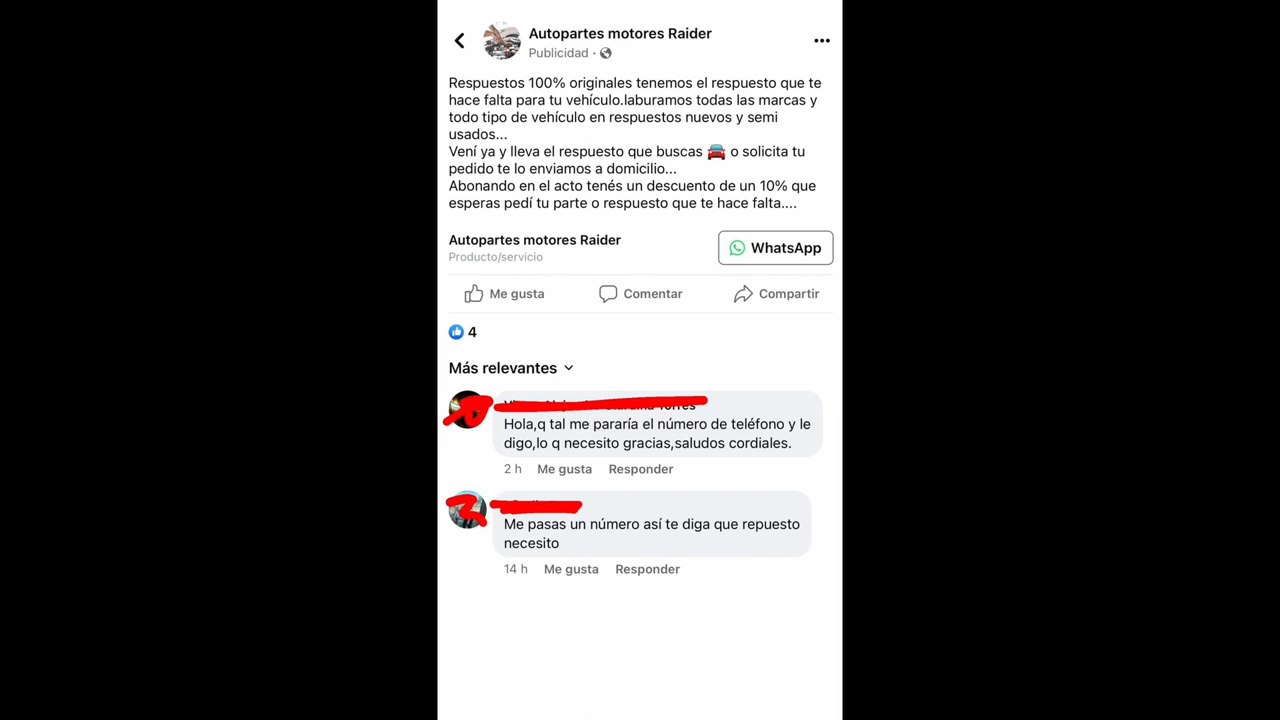 Autopartes motores Raider
Publicidad ·
Respuestos 100% originales tenemos el respuesto que te
hace falta para tu vehículo.laburamos todas las marcas y
todo tipo de vehículo en respuestos nuevos y semi
usados...
Vení ya y lleva el respuesto que buscas 🚘 o solicita tu
pedido te lo enviamos a domicilio...
Abonando en el acto tenés un descuento de un 10% que
esperas pedí tu parte o respuesto que te hace falta....
Autopartes motores Raider
Producto/servicio
WhatsApp
Me gusta
Comentar
Compartir
4
Más relevantes
Hola,q tal me pararía el número de teléfono y le
digo,lo q necesito gracias,saludos cordiales.
2 h Me gusta Responder
Me pasas un número así te diga que repuesto
necesito
14 h Me gusta Responder